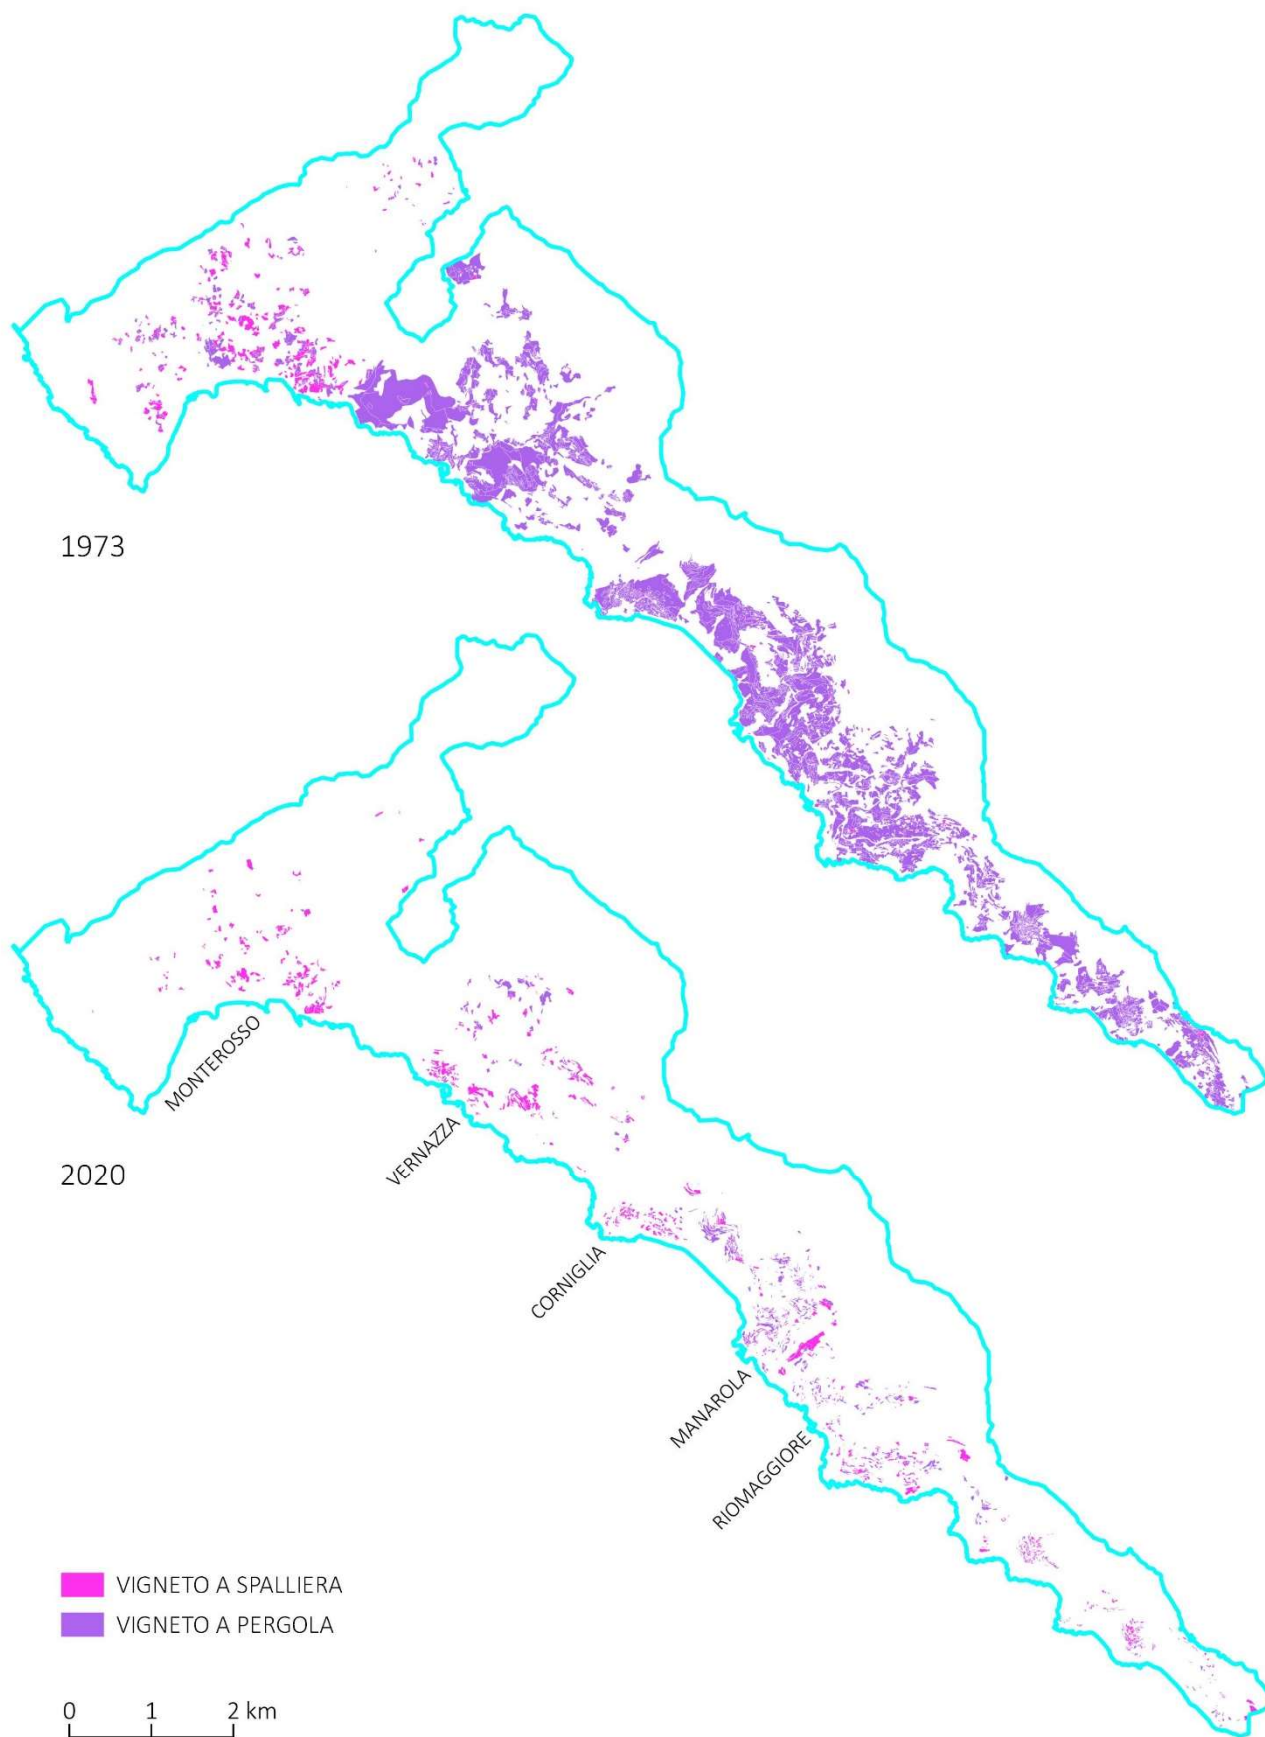 1973
MONTEROSSO
VERNAZZA
2020
CORNIGLIA
MANAROLA
RIOMAGGIORE
VIGNETO A SPALLIERA
VIGNETO A PERGOLA
0 1 2 km